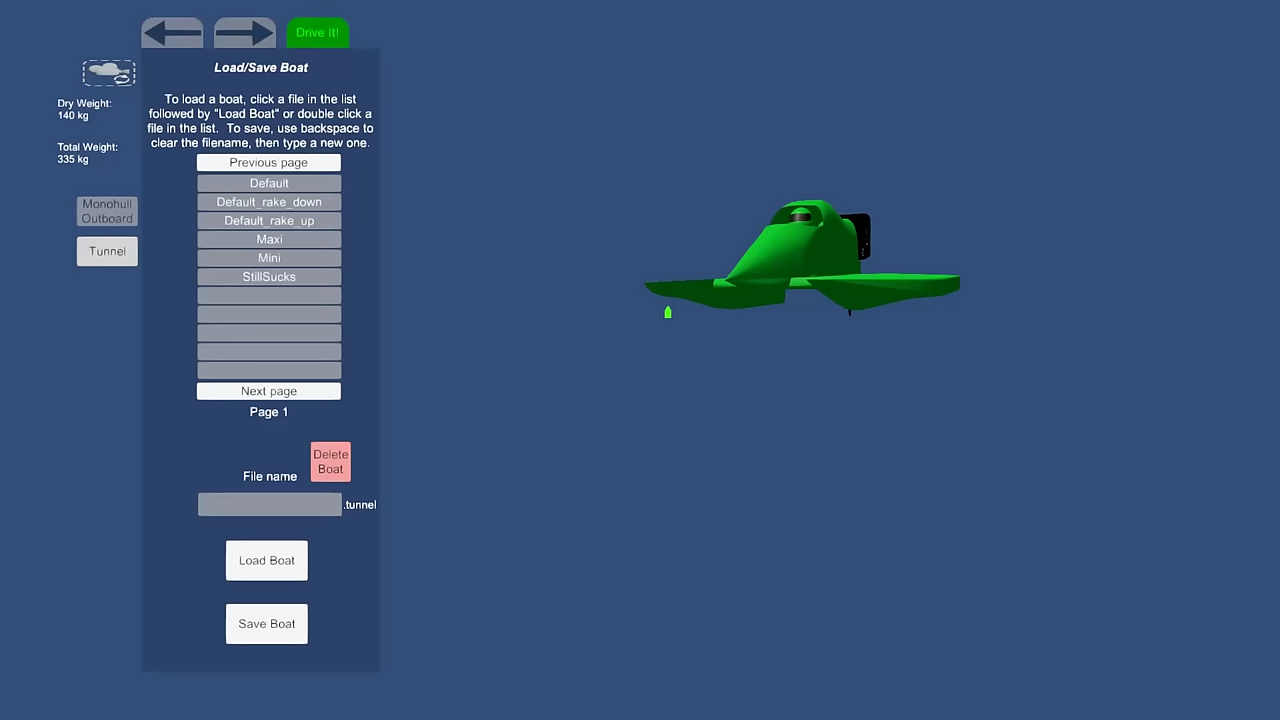 Drive It!
Load/Save Boat
To load a boat, click a file in the list
followed by "Load Boat" or double click a
file in the list.  To save, use backspace to
clear the filename, then type a new one.
Dry Weight:
140 kg
Total Weight:
335 kg
Monohull
Outboard
Tunnel
Previous page
Default
Default_rake_down
Default_rake_up
Maxi
Mini
StillSucks
Next page
Page 1
Delete
Boat
File name
.tunnel
Load Boat
Save Boat